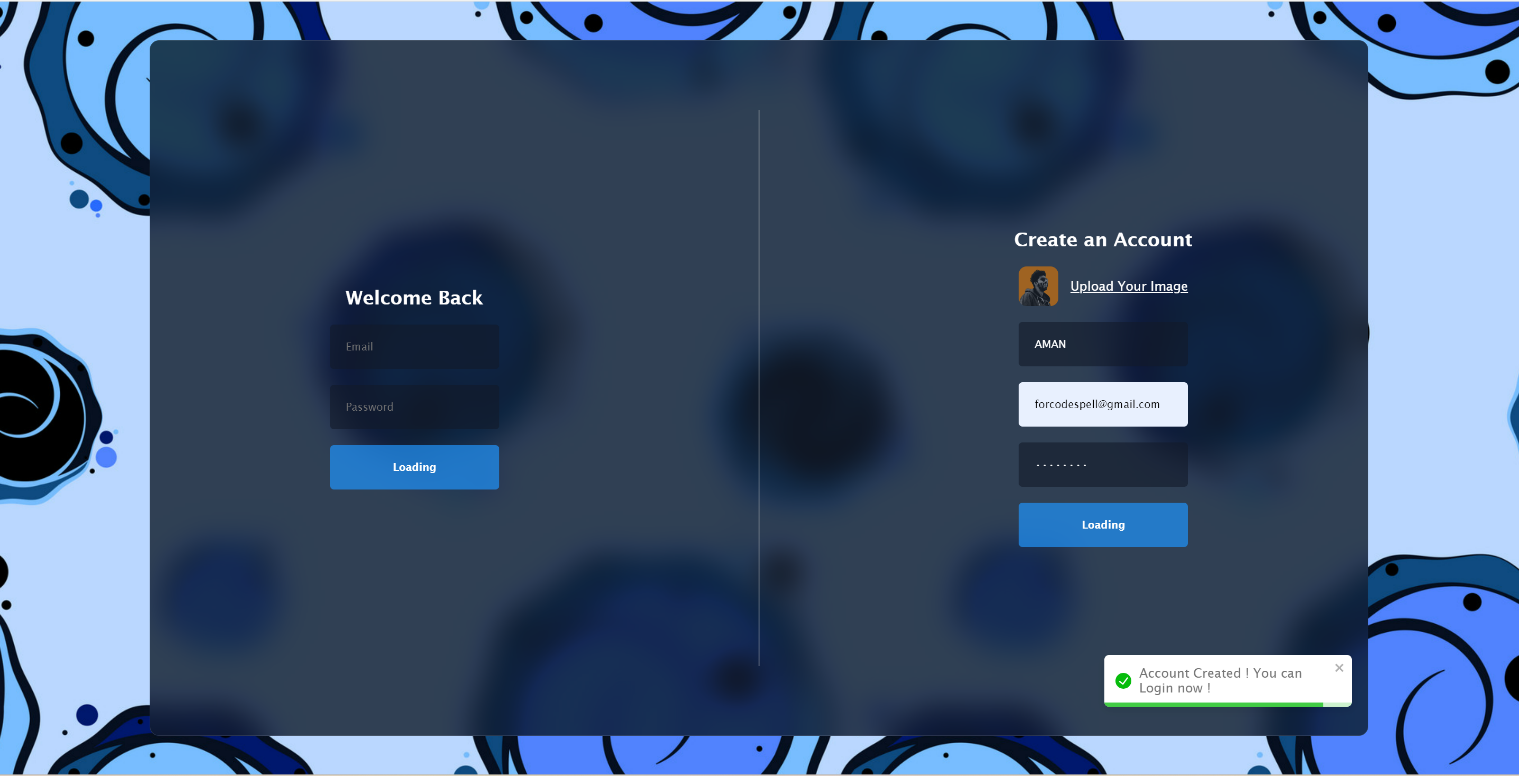 Welcome Back
Email
Password
Loading
Create an Account
Upload Your Image
AMAN
forcodespell@gmail.com
Loading
Account Created ! You can
Login now !